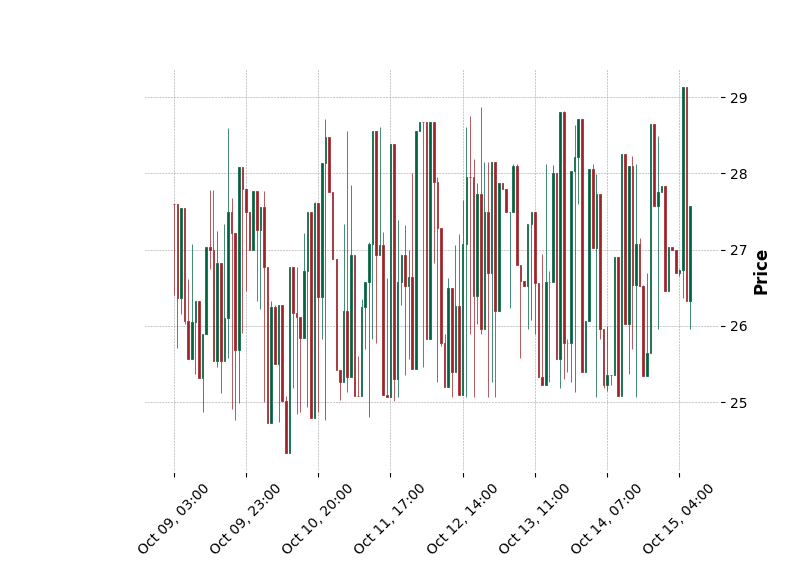 29
28
27
26
25
Price
Oct 09, 03:00
Oct 09, 23:00
Oct 10, 20:00
Oct 11, 17:00
Oct 12, 14:00
Oct 13, 11:00
Oct 14, 07:00
Oct 15, 04:00